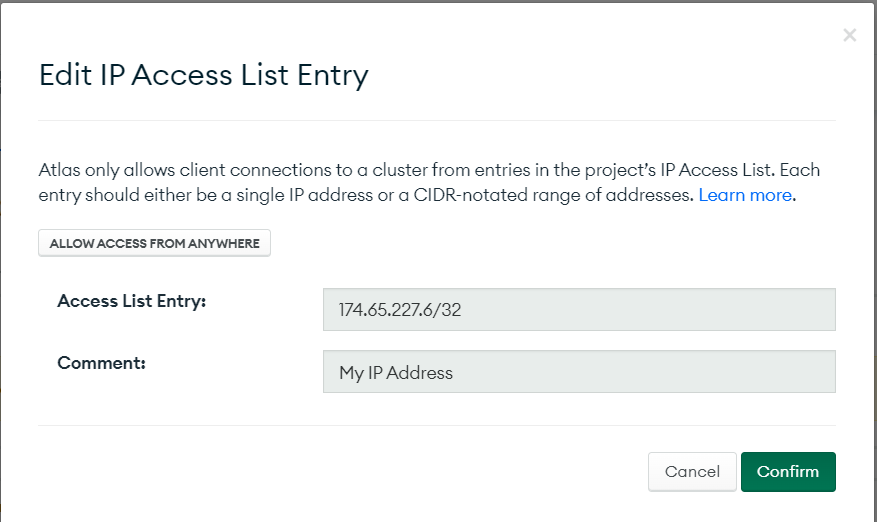 Edit IP Access List Entry
Atlas only allows client connections to a cluster from entries in the project’s IP Access List. Each
entry should either be a single IP address or a CIDR-notated range of addresses. Learn more.
ALLOW ACCESS FROM ANYWHERE
Access List Entry:
174.65.227.6/32
Comment:
My IP Address
Cancel
Confirm